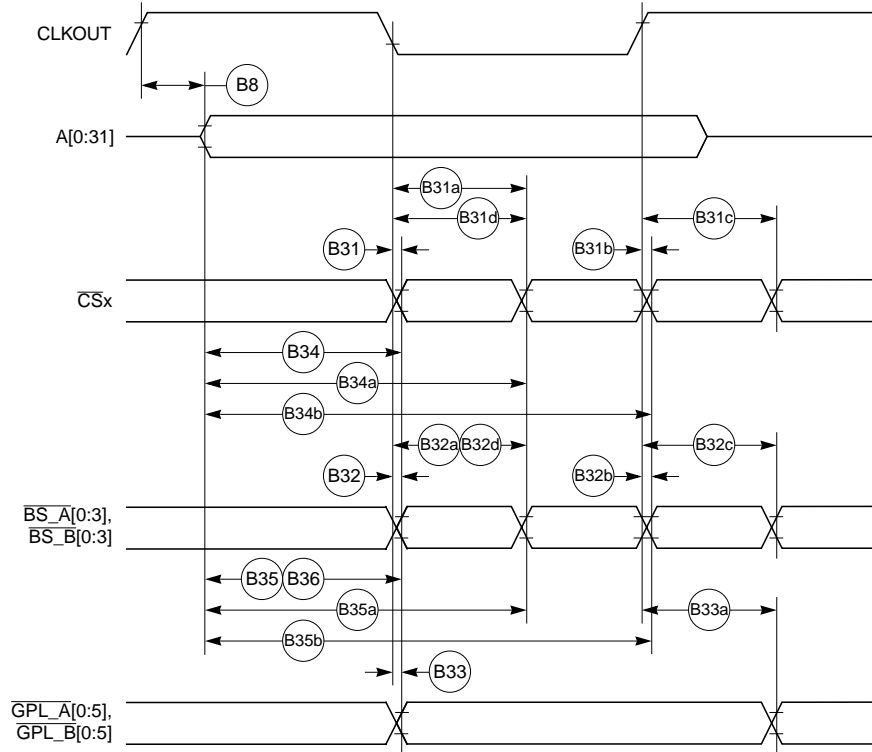 CLKOUT
B8
A[0:31]
B31a
B31d
B31c
B31
B31b
CSx
B34
B34a
B34b
B32a B32d
B32c
B32
B32b
BS_A[0:3],
BS_B[0:3]
B35 B36
B35a
B33a
B35b
B33
GPL_A[0:5],
GPL_B[0:5]